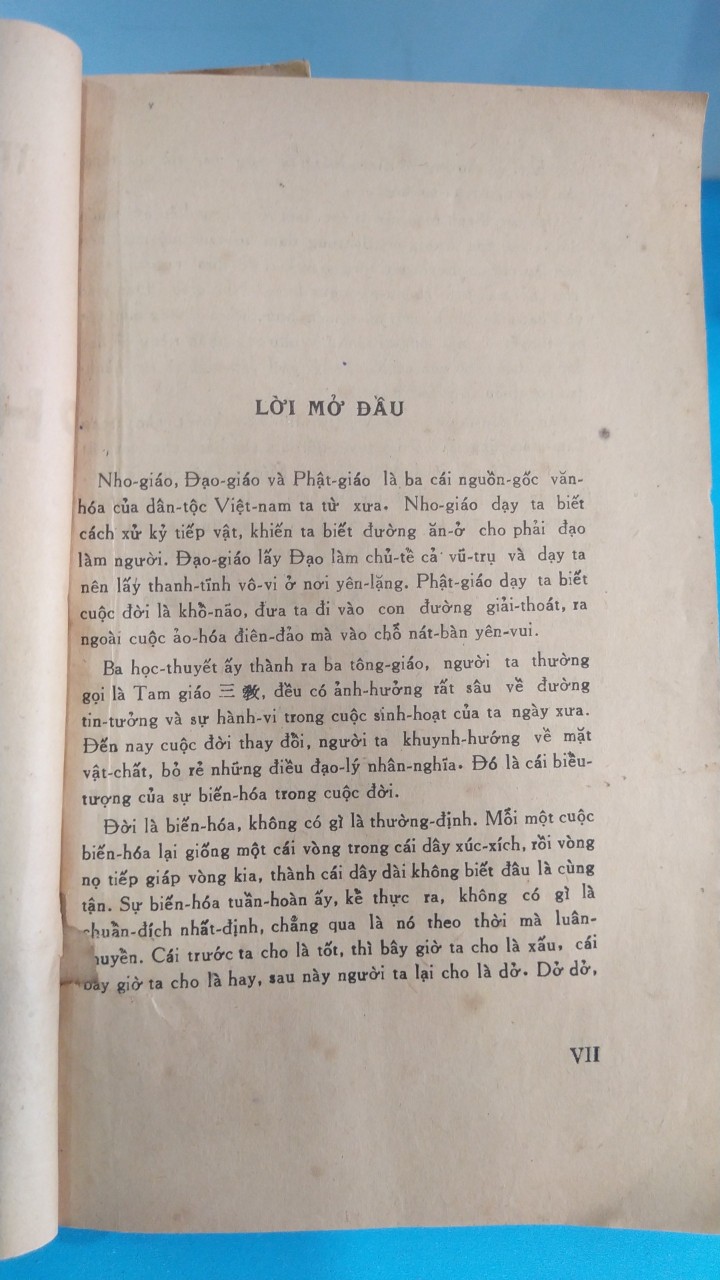 LỜI MỞ ĐẦU
Nho-giáo, Đạo-giáo và Phật-giáo là ba cái nguồn-gốc văn-
hóa của dân-tộc Việt-nam ta từ xưa. Nho-giáo dạy ta biết
cách xử kỷ tiếp vật, khiến ta biết đường ăn-ở cho phải đạo
làm người. Đạo-giáo lấy Đạo làm chủ-tể cả vũ-trụ và dạy ta
nên lấy thanh-tĩnh vô-vi ở nơi yên-lặng. Phật-giáo dạy ta biết
cuộc đời là khổ-não, đưa ta đi vào con đường giải-thoát, ra
ngoài cuộc ảo-hóa điên-đảo mà vào chỗ nát-bàn yên-vui.
Ba học-thuyết ấy thành ra ba tông-giáo, người ta thường
gọi là Tam giáo 三教, đều có ảnh-hưởng rất sâu về đường
tin-tưởng và sự hành-vi trong cuộc sinh-hoạt của ta ngày xưa.
Đến nay cuộc đời thay đổi, người ta khuynh-hướng về mặt
vật-chất, bỏ rẻ những điều đạo-lý nhân-nghĩa. Đó là cái biểu-
tượng của sự biến-hóa trong cuộc đời.
Đời là biến-hóa, không có gì là thường-định. Mỗi một cuộc
biến-hóa lại giống một cái vòng trong cái dây xúc-xích, rồi vòng
nọ tiếp giáp vòng kia, thành cái dây dài không biết đâu là cùng
tận. Sự biến-hóa tuần-hoàn ấy, kể thực ra, không có gì là
chuẩn-đích nhất-định, chẳng qua là nó theo thời mà luân-
huyển. Cái trước ta cho là tốt, thì bây giờ ta cho là xấu, cái
bây giờ ta cho là hay, sau này người ta lại cho là dở. Dở dở,
VII